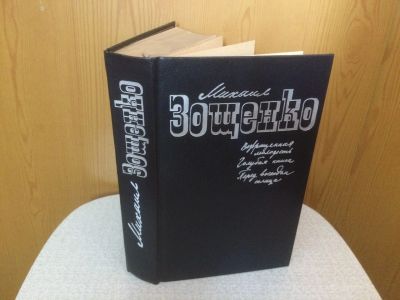 Михаил
Зощенко
Возвращенная
молодость
Голубая книга
Перед восходом
солнца
Михаил
Зощенко